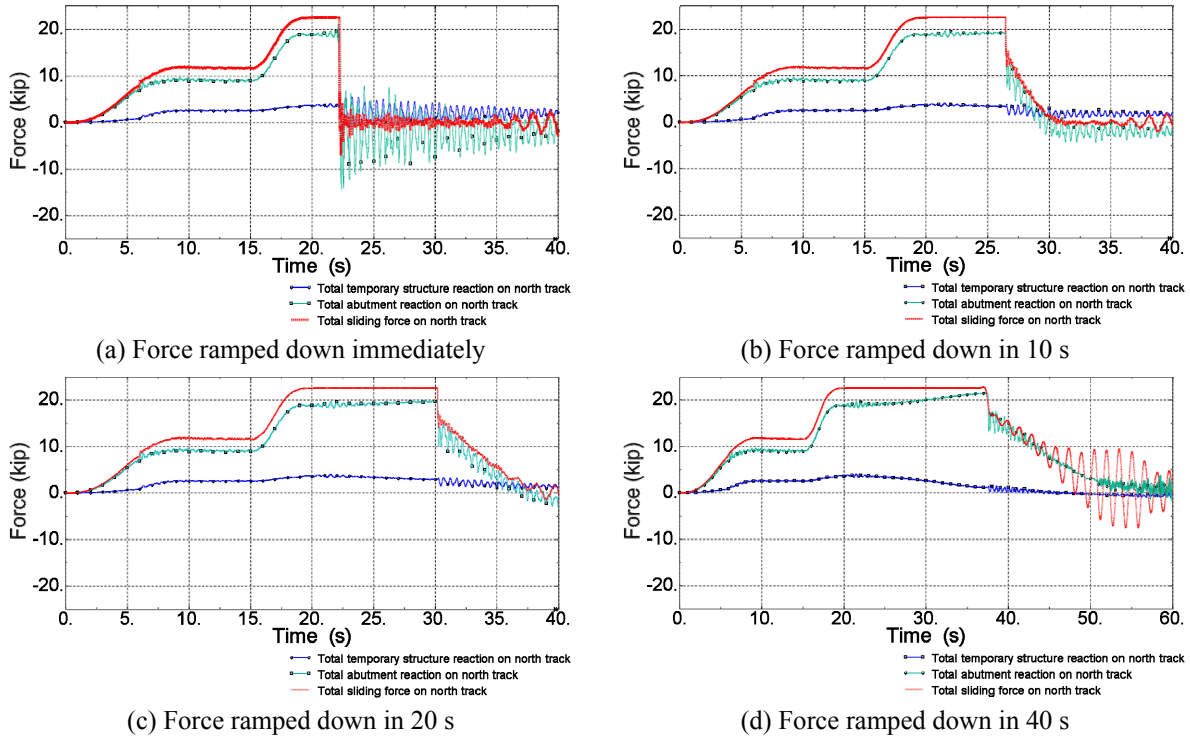 20.
10.
0.
-10.
-20.
Force (kip)
0. 5. 10. 15. 20. 25. 30. 35. 40.
Time (s)
Total temporary structure reaction on north track
Total abutment reaction on north track
Total sliding force on north track
(a) Force ramped down immediately
20.
10.
0.
-10.
-20.
Force (kip)
0. 5. 10. 15. 20. 25. 30. 35. 40.
Time (s)
Total temporary structure reaction on north track
Total abutment reaction on north track
Total sliding force on north track
(b) Force ramped down in 10 s
20.
10.
0.
-10.
-20.
Force (kip)
0. 5. 10. 15. 20. 25. 30. 35. 40.
Time (s)
Total temporary structure reaction on north track
Total abutment reaction on north track
Total sliding force on north track
(c) Force ramped down in 20 s
20.
10.
0.
-10.
-20.
Force (kip)
0. 10. 20. 30. 40. 50. 60.
Time (s)
Total temporary structure reaction on north track
Total abutment reaction on north track
Total sliding force on north track
(d) Force ramped down in 40 s